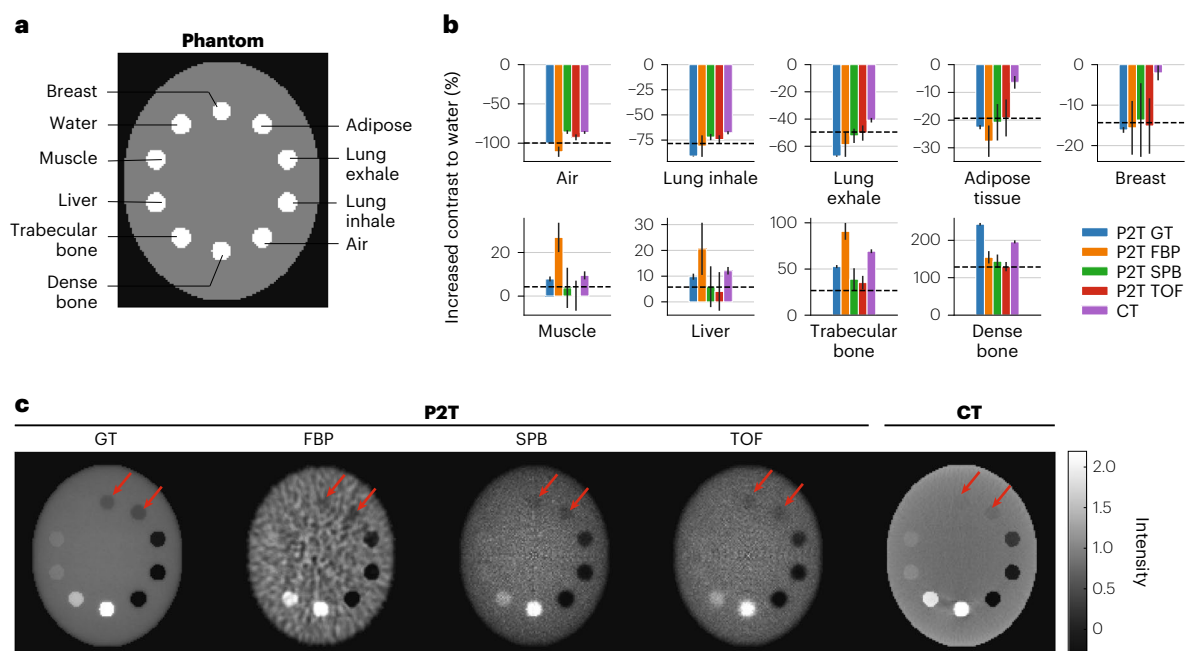 a
Phantom
Breast
Water
Muscle
Liver
Trabecular
bone
Dense
bone
Adipose
Lung
exhale
Lung
inhale
Air
b
Increased contrast to water (%)
0
−50
−100
Air
0
−25
−50
−75
Lung inhale
0
−20
−40
−60
Lung
exhale
0
−10
−20
−30
Adipose
tissue
0
−10
−20
Breast
20
0
Muscle
30
20
10
0
Liver
100
50
0
Trabecular
bone
200
100
0
Dense
bone
P2T GT
P2T FBP
P2T SPB
P2T TOF
CT
c
P2T
CT
GT
FBP
SPB
TOF
2.0
1.5
1.0
0.5
0
Intensity